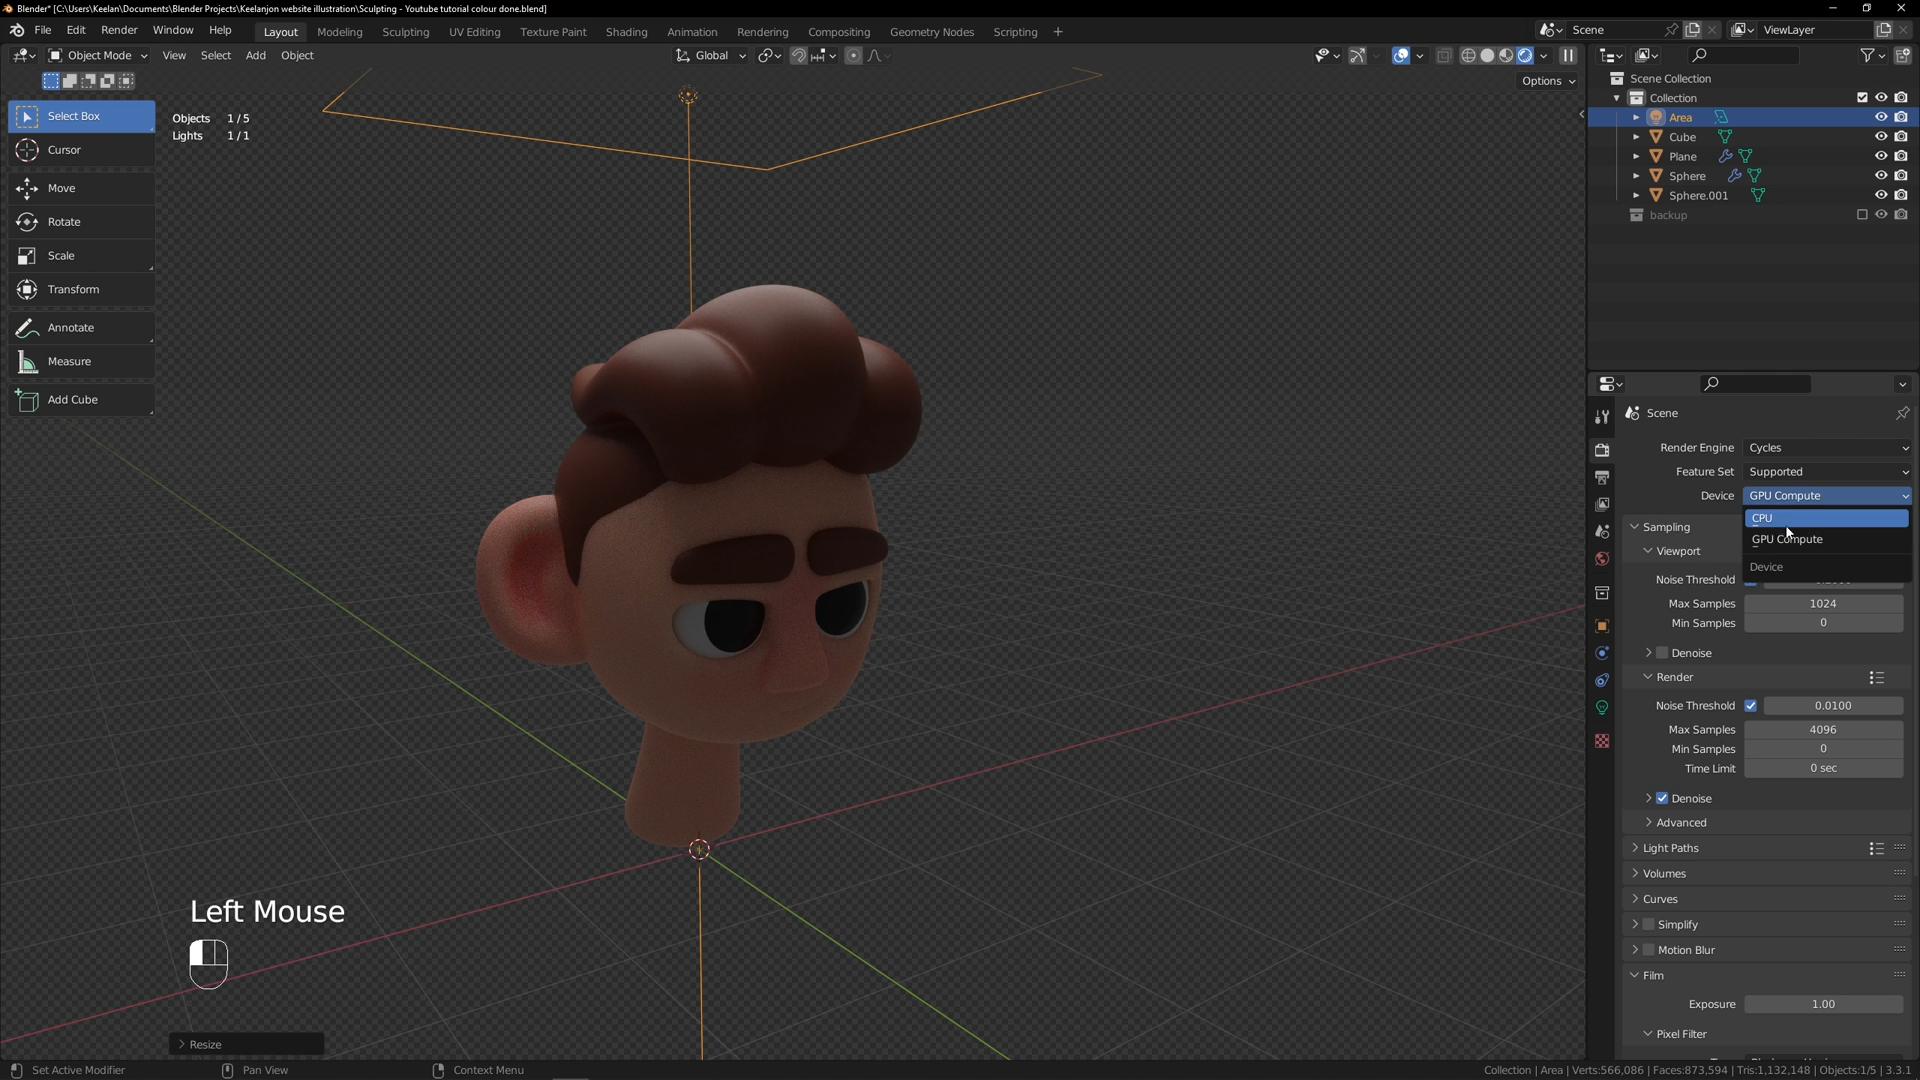 Blender* [C:\Users\Keelan\Documents\Blender Projects\Keelanjon website illustration\Sculpting - Youtube tutorial colour done.blend]
File Edit Render Window Help Layout Modeling Sculpting UV Editing Texture Paint Shading Animation Rendering Compositing Geometry Nodes Scripting + Scene ViewLayer
Object Mode View Select Add Object Global
Options
Select Box
Cursor
Move
Rotate
Scale
Transform
Annotate
Measure
Add Cube
Objects 1 / 5
Lights 1 / 1
Scene Collection
Collection
Area
Cube
Plane
Sphere
Sphere.001
backup
Scene
Render Engine Cycles
Feature Set Supported
Device GPU Compute
CPU
GPU Compute
Device
Sampling
Viewport
Noise Threshold
Max Samples 1024
Min Samples 0
Denoise
Render
Noise Threshold 0.0100
Max Samples 4096
Min Samples 0
Time Limit 0 sec
Denoise
Advanced
Light Paths
Volumes
Curves
Simplify
Motion Blur
Film
Exposure 1.00
Pixel Filter
Left Mouse
Resize
Set Active Modifier Pan View Context Menu Collection | Area | Verts:566,086 | Faces:873,594 | Tris:1,132,148 | Objects:1/5 | 3.3.1